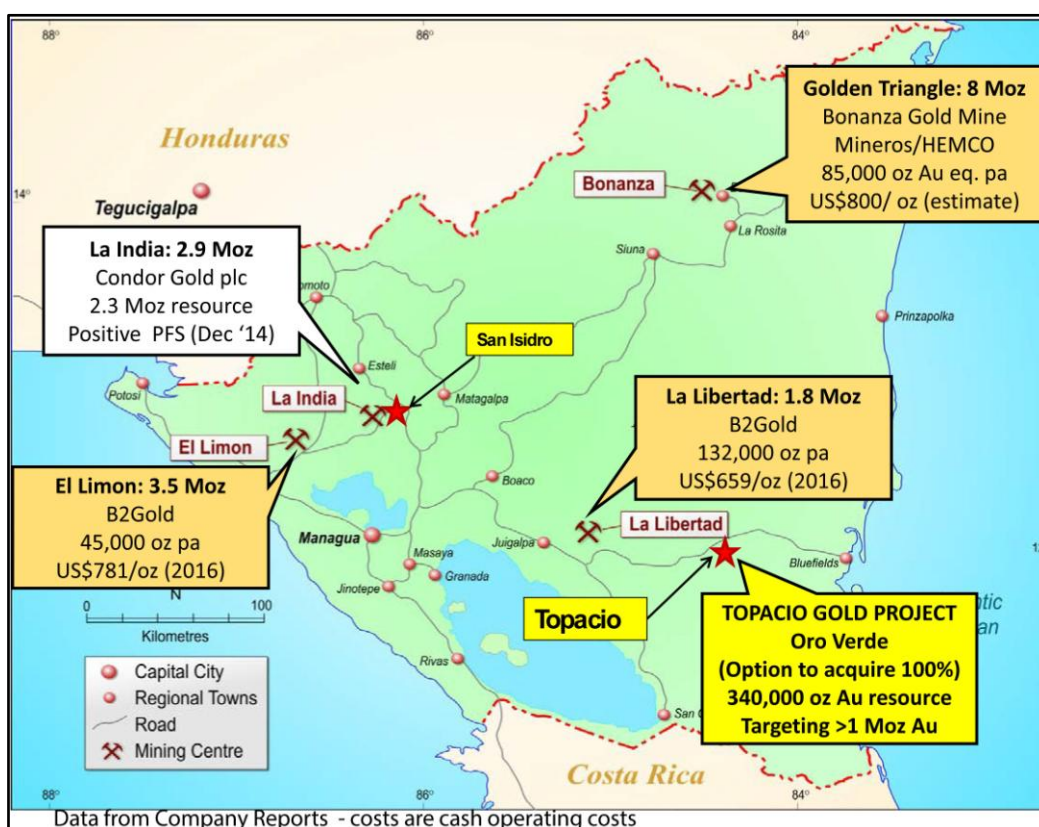 88°
86°
84°
Golden Triangle: 8 Moz
Bonanza Gold Mine
Mineros/HEMCO
85,000 oz Au eq. pa
US$800/ oz (estimate)
Honduras
14°
Tegucigalpa
Bonanza
La Rosita
Siuna
La India: 2.9 Moz
Condor Gold plc
2.3 Moz resource
Positive PFS (Dec ‘14)
Prinzapolka
San Isidro
Esteli
Potosi
La India
Matagalpa
El Limon
La Libertad: 1.8 Moz
B2Gold
132,000 oz pa
US$659/oz (2016)
El Limon: 3.5 Moz
B2Gold
45,000 oz pa
US$781/oz (2016)
Boaco
Managua
La Libertad
Juigalpa
Masaya
Granada
Jinotepe
Bluefields
N
0 100
Kilometres
Topacio
TOPACIO GOLD PROJECT
Oro Verde
(Option to acquire 100%)
340,000 oz Au resource
Targeting >1 Moz Au
Rivas
San
Capital City
Regional Towns
Road
Mining Centre
Costa Rica
88°
86°
84°
Data from Company Reports - costs are cash operating costs